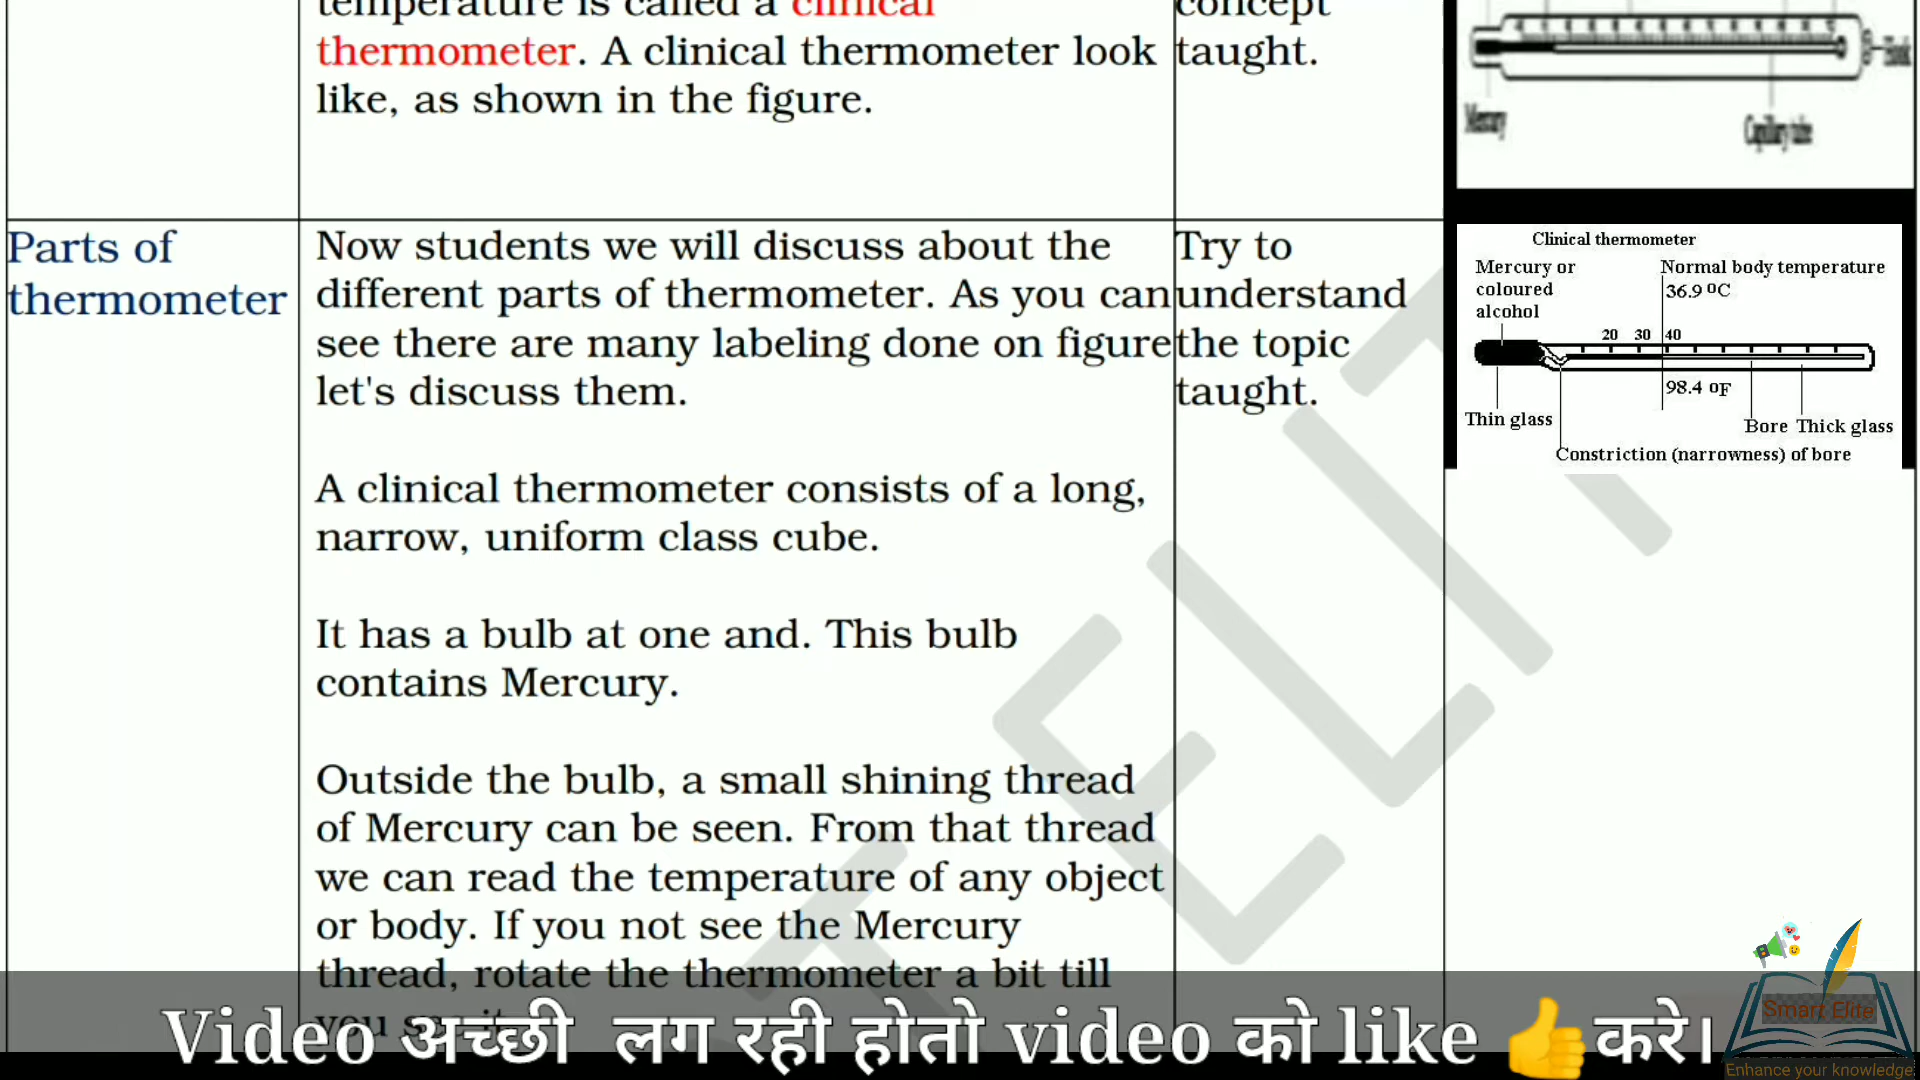 temperature is called a clinical
thermometer. A clinical thermometer look
like, as shown in the figure.
concept
taught.
Mercury
Capillary tube
Parts of
thermometer
Now students we will discuss about the
different parts of thermometer. As you can
see there are many labeling done on figure
let's discuss them.
A clinical thermometer consists of a long,
narrow, uniform class cube.
It has a bulb at one and. This bulb
contains Mercury.
Outside the bulb, a small shining thread
of Mercury can be seen. From that thread
we can read the temperature of any object
or body. If you not see the Mercury
thread, rotate the thermometer a bit till
you see it.
Try to
understand
the topic
taught.
Clinical thermometer
Mercury or
coloured
alcohol
Normal body temperature
36.9 ºC
20 30 40
98.4 ºF
Thin glass
Bore Thick glass
Constriction (narrowness) of bore
T ELIT
Video अच्छी लग रही होतो video को like 👍करे।
Smart Elite
Enhance your knowledge